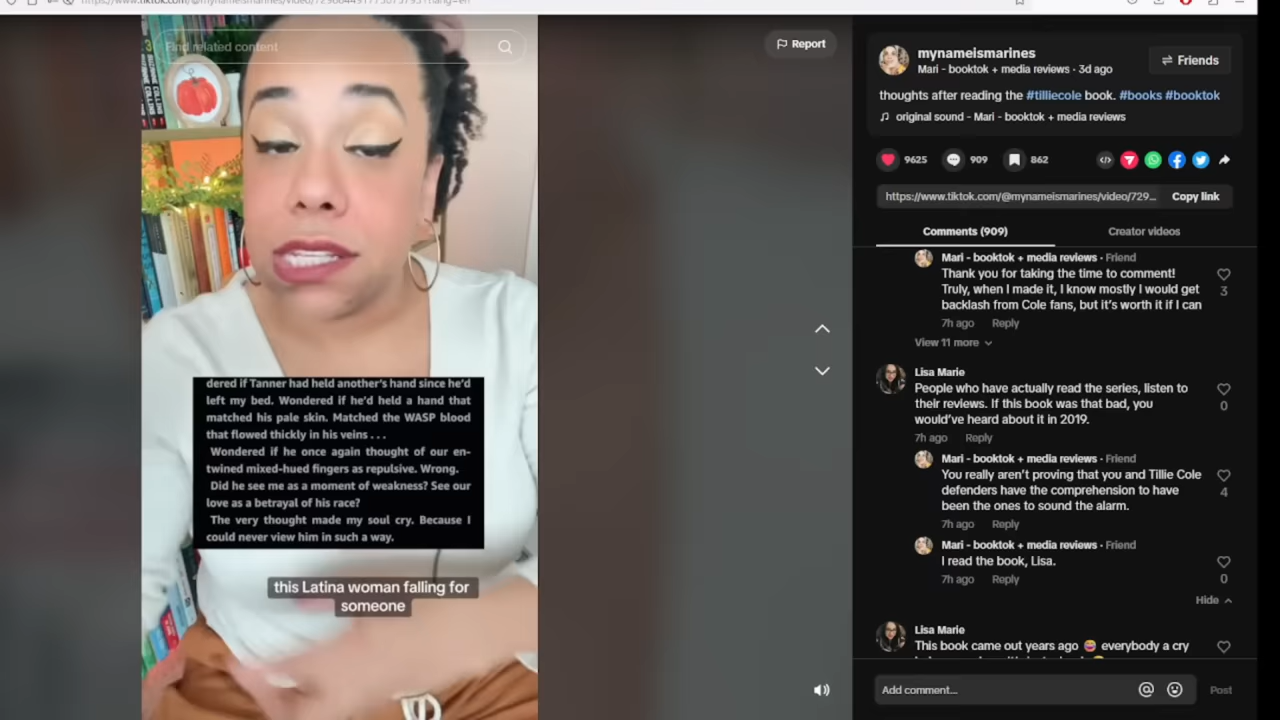 Find related content
Report
dered if Tanner had held another's hand since he'd
left my bed. Wondered if he'd held a hand that
matched his pale skin. Matched the WASP blood
that flowed thickly in his veins . . .
Wondered if he once again thought of our en-
twined mixed-hued fingers as repulsive. Wrong.
Did he see me as a moment of weakness? See our
love as a betrayal of his race?
The very thought made my soul cry. Because I
could never view him in such a way.
this Latina woman falling for
someone
mynameismarines
Mari - booktok + media reviews · 3d ago
Friends
thoughts after reading the #tilliecole book. #books #booktok
original sound - Mari - booktok + media reviews
9625 909 862
https://www.tiktok.com/@mynameismarines/video/729... Copy link
Comments (909) Creator videos
Mari - booktok + media reviews · Friend
Thank you for taking the time to comment!
Truly, when I made it, I know mostly I would get
backlash from Cole fans, but it's worth it if I can
3
7h ago Reply
View 11 more
Lisa Marie
People who have actually read the series, listen to
their reviews. If this book was that bad, you
would've heard about it in 2019.
0
7h ago Reply
Mari - booktok + media reviews · Friend
You really aren't proving that you and Tillie Cole
defenders have the comprehension to have
been the ones to sound the alarm.
4
7h ago Reply
Mari - booktok + media reviews · Friend
I read the book, Lisa.
0
7h ago Reply
Hide
Lisa Marie
This book came out years ago 😅 everybody a cry
Add comment... Post